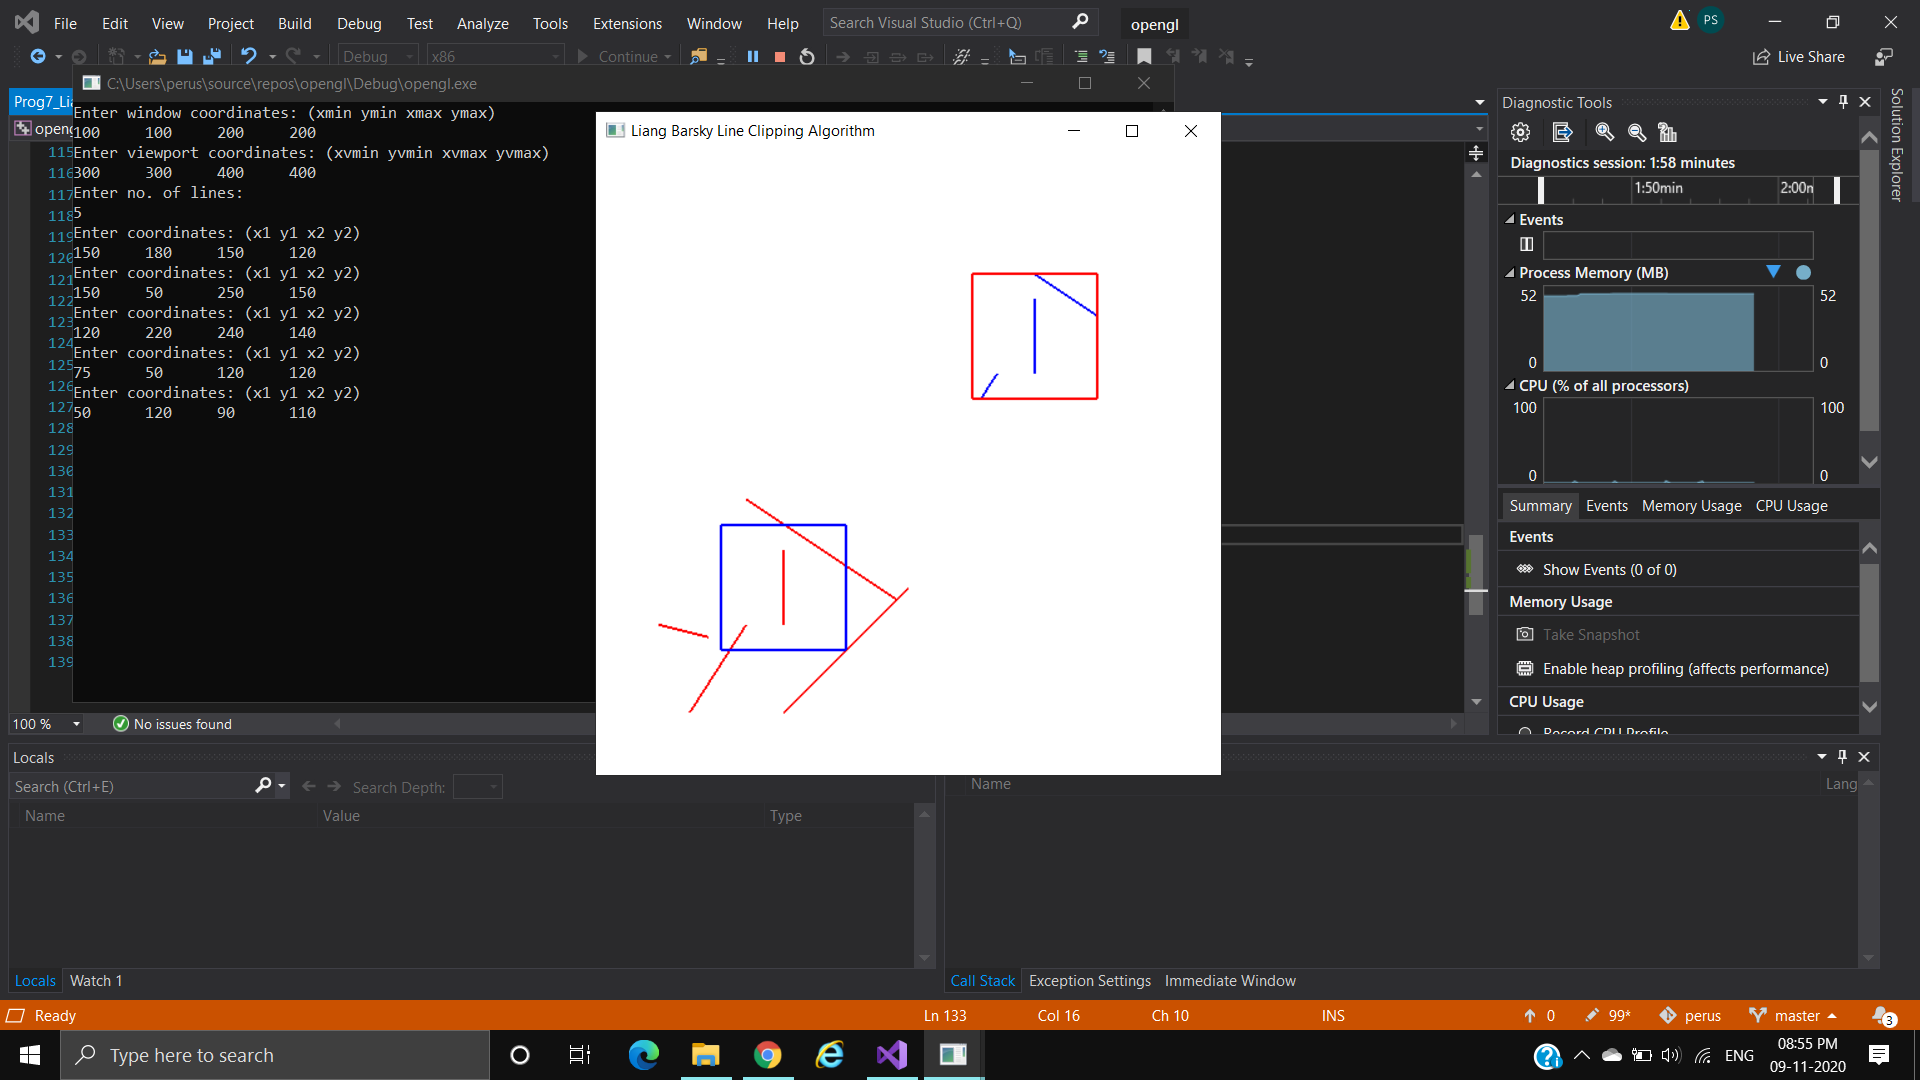 File Edit View Project Build Debug Test Analyze Tools Extensions Window Help Search Visual Studio (Ctrl+Q) opengl PS
Debug x86 Continue Live Share
C:\Users\perus\source\repos\opengl\Debug\opengl.exe
Prog7_Lia
openg
Enter window coordinates: (xmin ymin xmax ymax)
100 100 200 200
Enter viewport coordinates: (xvmin yvmin xvmax yvmax)
300 300 400 400
Enter no. of lines:
5
Enter coordinates: (x1 y1 x2 y2)
150 180 150 120
Enter coordinates: (x1 y1 x2 y2)
150 50 250 150
Enter coordinates: (x1 y1 x2 y2)
120 220 240 140
Enter coordinates: (x1 y1 x2 y2)
75 50 120 120
Enter coordinates: (x1 y1 x2 y2)
50 120 90 110
115
116
117
118
119
120
121
122
123
124
125
126
127
128
129
130
131
132
133
134
135
136
137
138
139
Liang Barsky Line Clipping Algorithm
Diagnostic Tools
Solution Explorer
Diagnostics session: 1:58 minutes
1:50min 2:00m
Events
Process Memory (MB)
52 52
0 0
CPU (% of all processors)
100 100
0 0
Summary Events Memory Usage CPU Usage
Events
Show Events (0 of 0)
Memory Usage
Take Snapshot
Enable heap profiling (affects performance)
CPU Usage
Record CPU Profile
100 % No issues found
Locals
Search (Ctrl+E) Search Depth:
Name Value Type
Name Lang
Locals Watch 1
Call Stack Exception Settings Immediate Window
Ready Ln 133 Col 16 Ch 10 INS 0 99* perus master 3
Type here to search
ENG
08:55 PM
09-11-2020